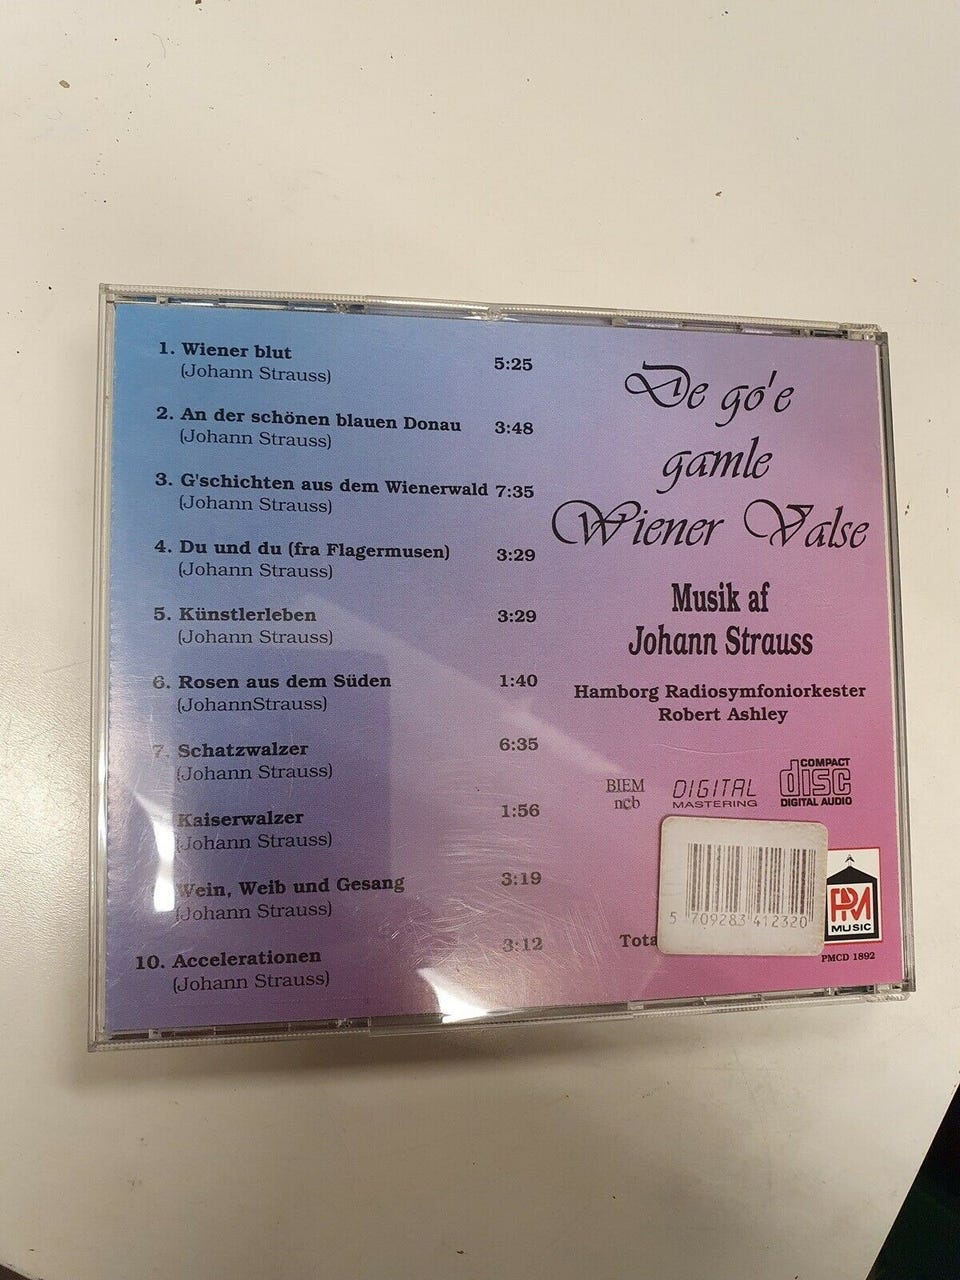 1. Wiener blut 5:25
(Johann Strauss)
2. An der schönen blauen Donau 3:48
(Johann Strauss)
3. G'schichten aus dem Wienerwald 7:35
(Johann Strauss)
4. Du und du (fra Flagermusen) 3:29
(Johann Strauss)
5. Künstlerleben 3:29
(Johann Strauss)
6. Rosen aus dem Süden 1:40
(JohannStrauss)
7. Schatzwalzer 6:35
(Johann Strauss)
Kaiserwalzer 1:56
(Johann Strauss)
Wein, Weib und Gesang 3:19
(Johann Strauss)
10. Accelerationen 3:12
(Johann Strauss)
De go'e
gamle
Wiener Valse
Musik af
Johann Strauss
Hamborg Radiosymfoniorkester
Robert Ashley
BIEM
ncb
DIGITAL
MASTERING
COMPACT
disc
DIGITAL AUDIO
5 709283 412320
PM
MUSIC
PMCD 1892